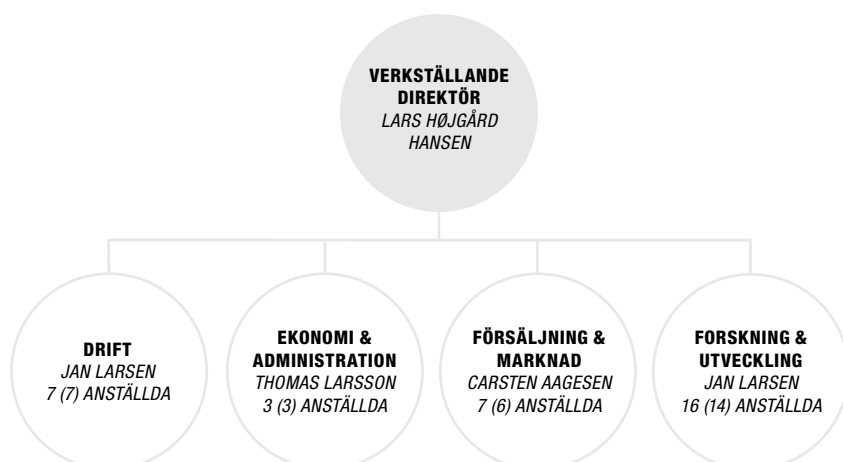 VERKSTÄLLANDE
DIREKTÖR
LARS HØJGÅRD
HANSEN
DRIFT
JAN LARSEN
7 (7) ANSTÄLLDA
EKONOMI &
ADMINISTRATION
THOMAS LARSSON
3 (3) ANSTÄLLDA
FÖRSÄLJNING &
MARKNAD
CARSTEN AAGESEN
7 (6) ANSTÄLLDA
FORSKNING &
UTVECKLING
JAN LARSEN
16 (14) ANSTÄLLDA